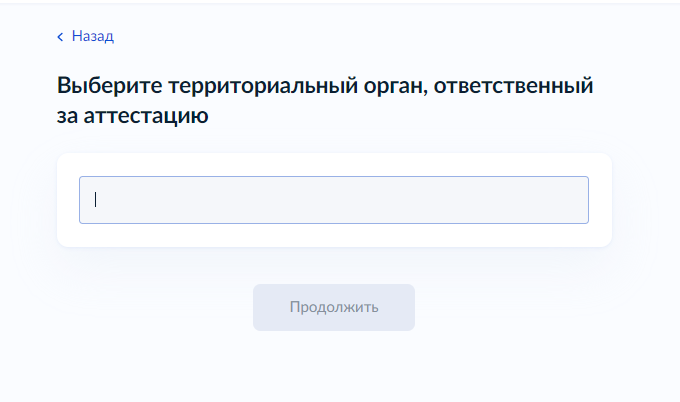 Назад
Выберите территориальный орган, ответственный
за аттестацию
Продолжить